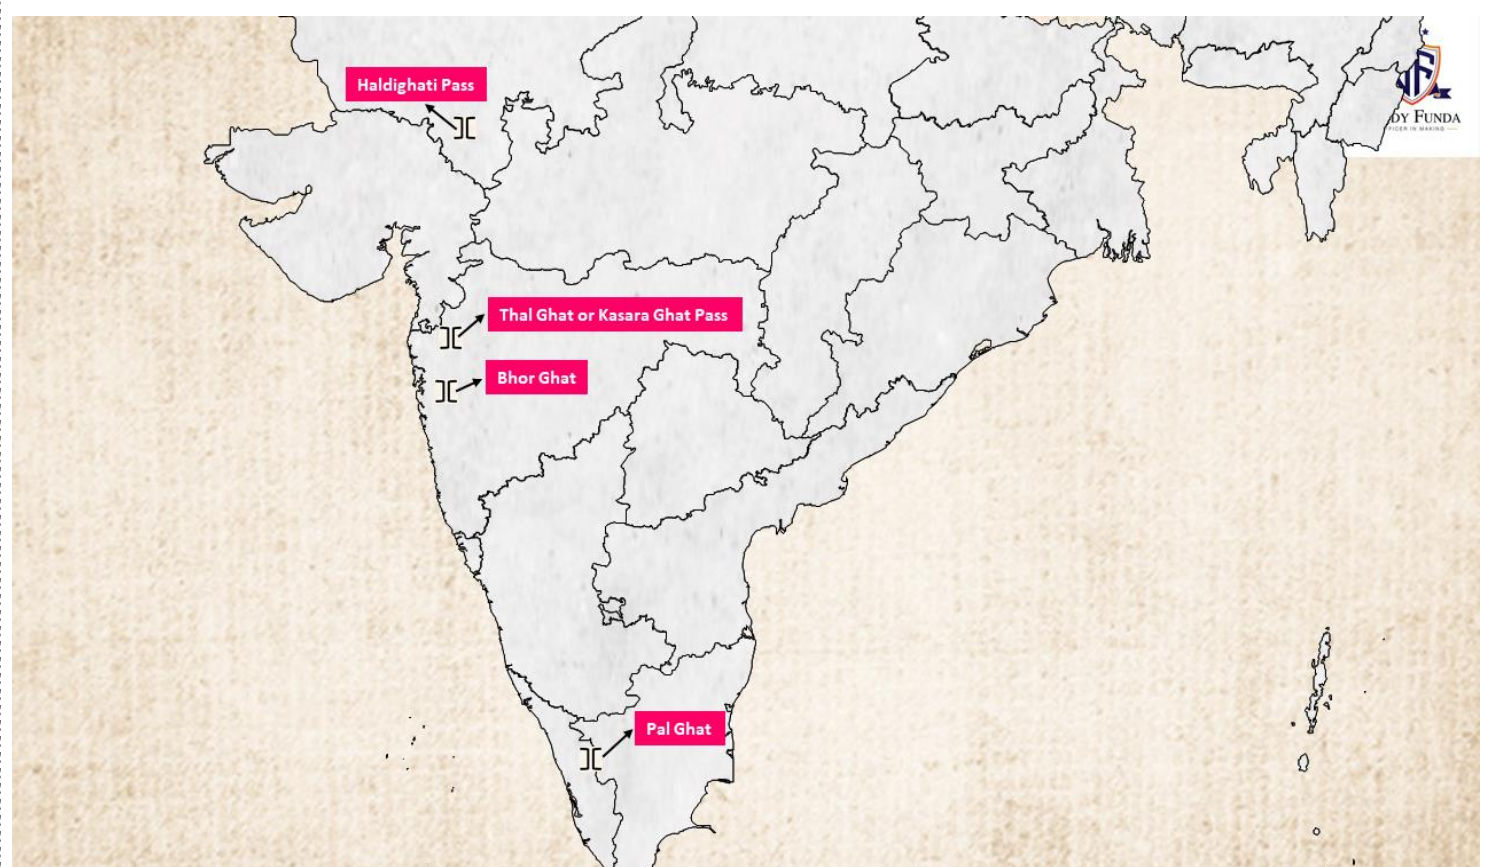 Haldighati Pass
DY FUNDA
Thal Ghat or Kasara Ghat Pass
Bhor Ghat
Pal Ghat